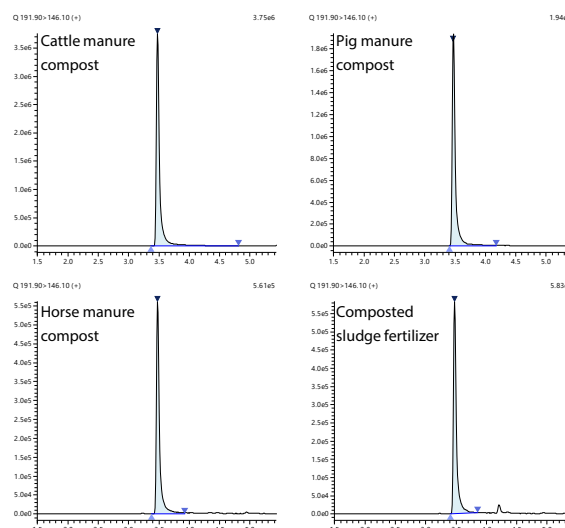 Q 191.90>146.10 (+) 3.75e6
Cattle manure
compost
3.5e6
3.0e6
2.5e6
2.0e6
1.5e6
1.0e6
5.0e5
0.0e0
1.5 2.0 2.5 3.0 3.5 4.0 4.5 5.0
Q 191.90>146.10 (+)
Pig manure
compost
1.8e6
1.6e6
1.4e6
1.2e6
6.0e5
8.0e5
6.0e5
4.0e5
2.0e5
0.0e0
1.5 2.0 2.5 3.0 3.5 4.0 4.5 5.0
Q 191.90>146.10 (+) 5.61e5
Horse manure
compost
5.5e5
5.0e5
4.5e5
4.0e5
3.5e5
3.0e5
2.5e5
2.0e5
1.5e5
1.0e5
5.0e4
0.0e0
Q 191.90>146.10 (+)
Composted
sludge fertilizer
5.5e5
5.0e5
4.5e5
4.0e5
3.5e5
3.0e5
2.5e5
2.0e5
1.5e5
1.0e5
5.0e4
0.0e0